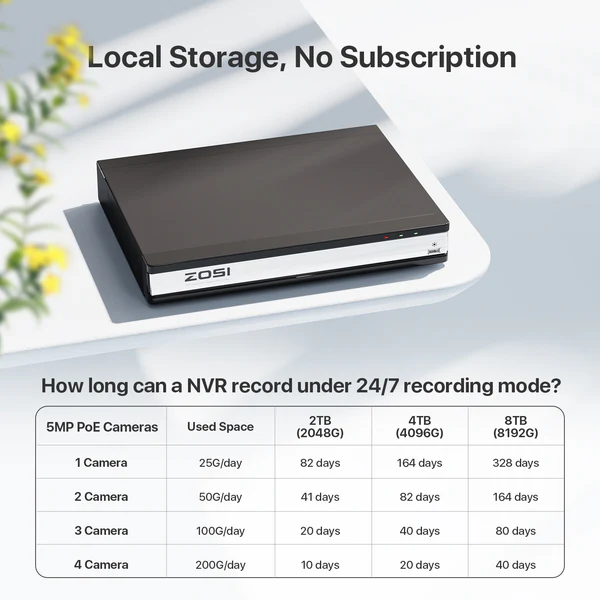 Local Storage, No Subscription
ZOSI
How long can a NVR record under 24/7 recording mode?
5MP PoE Cameras Used Space 2TB (2048G) 4TB (4096G) 8TB (8192G)
1 Camera 25G/day 82 days 164 days 328 days
2 Camera 50G/day 41 days 82 days 164 days
3 Camera 100G/day 20 days 40 days 80 days
4 Camera 200G/day 10 days 20 days 40 days